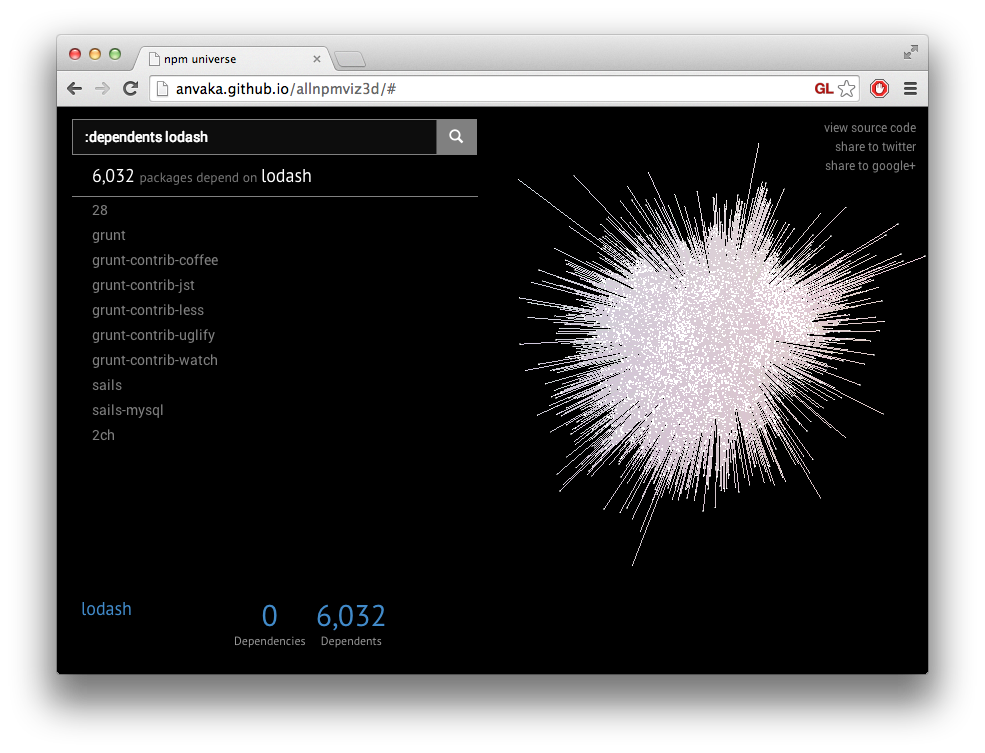 npm universe
anvaka.github.io/allnpmviz3d/#
GL
:dependents lodash
view source code
share to twitter
share to google+
6,032 packages depend on lodash
28
grunt
grunt-contrib-coffee
grunt-contrib-jst
grunt-contrib-less
grunt-contrib-uglify
grunt-contrib-watch
sails
sails-mysql
2ch
lodash
0
6,032
Dependencies
Dependents